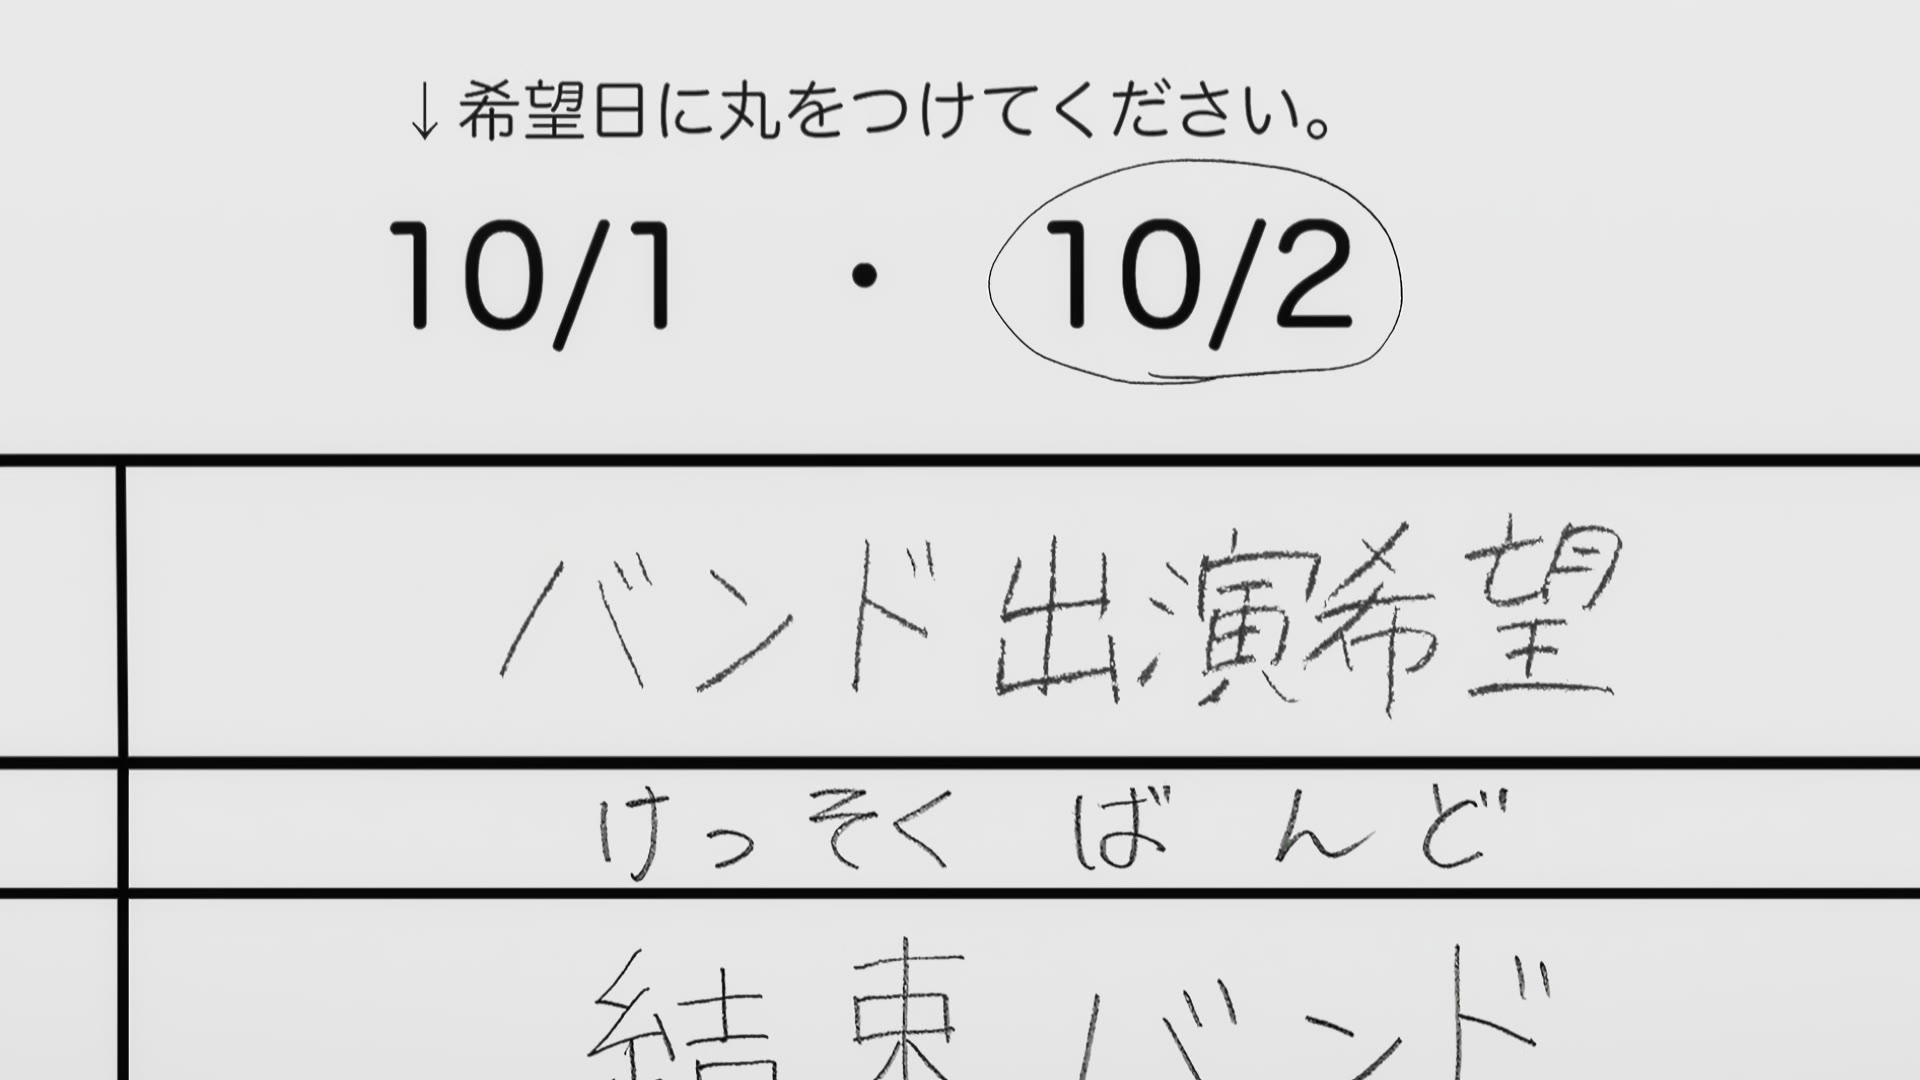 ↓希望日に丸をつけてください。
10/1 ・ 10/2
バンド出演希望
けっそくばんど
結束バンド